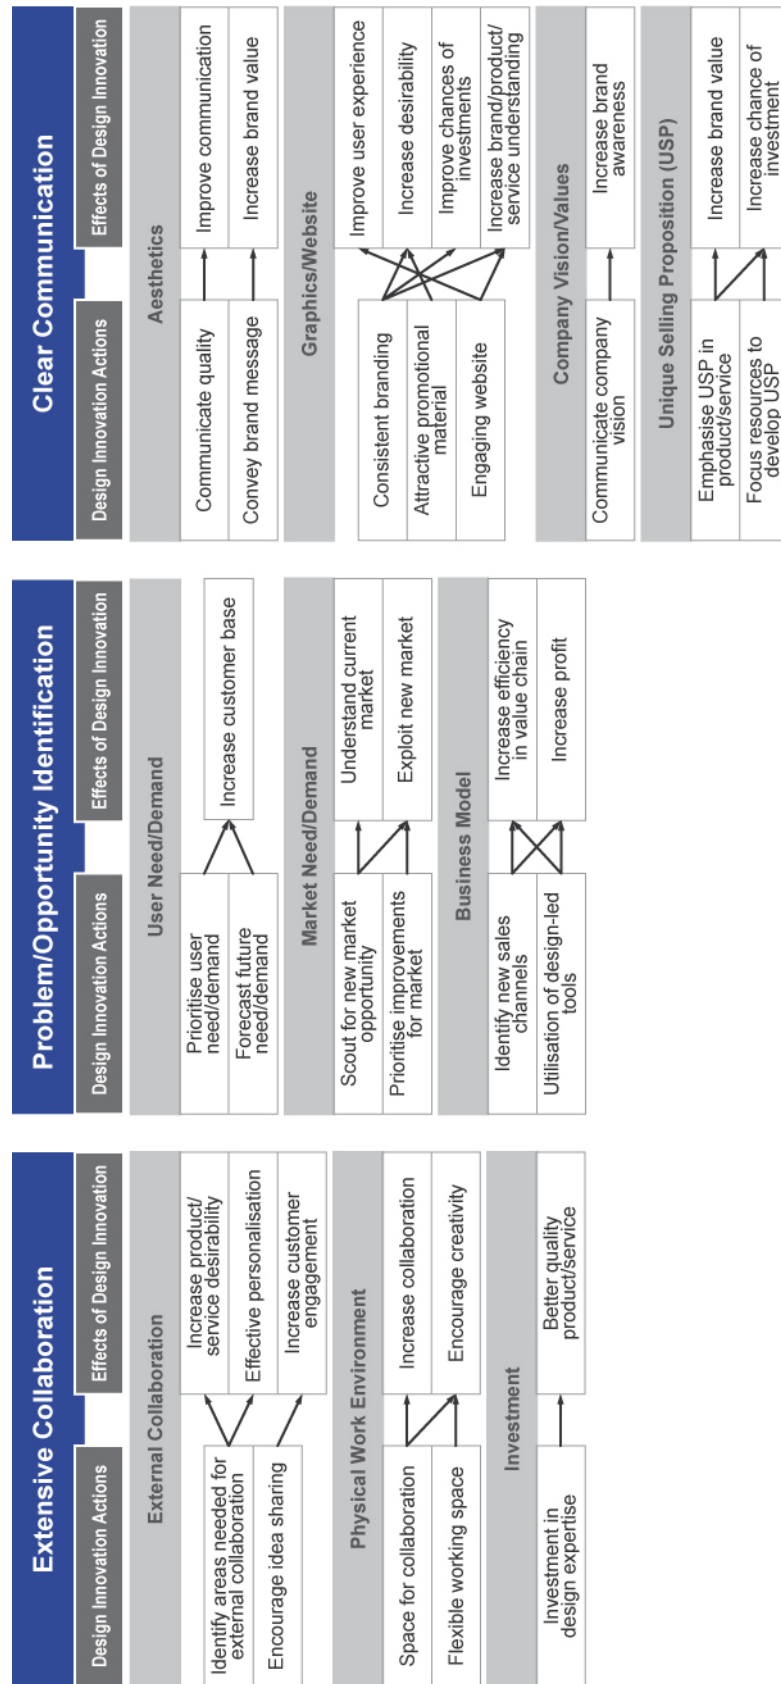 Extensive Collaboration
Design Innovation Actions
Effects of Design Innovation
External Collaboration
Identify areas needed for
external collaboration
Encourage idea sharing
Increase product/
service desirability
Effective personalisation
Increase customer
engagement
Physical Work Environment
Space for collaboration
Flexible working space
Increase collaboration
Encourage creativity
Investment
Investment in
design expertise
Better quality
product/service
Problem/Opportunity Identification
Design Innovation Actions
Effects of Design Innovation
User Need/Demand
Prioritise user
need/demand
Forecast future
need/demand
Increase customer base
Market Need/Demand
Scout for new market
opportunity
Prioritise improvements
for market
Understand current
market
Exploit new market
Business Model
Identify new sales
channels
Utilisation of design-led
tools
Increase efficiency
in value chain
Increase profit
Clear Communication
Design Innovation Actions
Effects of Design Innovation
Aesthetics
Communicate quality
Convey brand message
Improve communication
Increase brand value
Graphics/Website
Consistent branding
Attractive promotional
material
Engaging website
Improve user experience
Increase desirability
Improve chances of
investments
Increase brand/product/
service understanding
Company Vision/Values
Communicate company
vision
Increase brand
awareness
Unique Selling Proposition (USP)
Emphasise USP in
product/service
Focus resources to
develop USP
Increase brand value
Increase chance of
investment